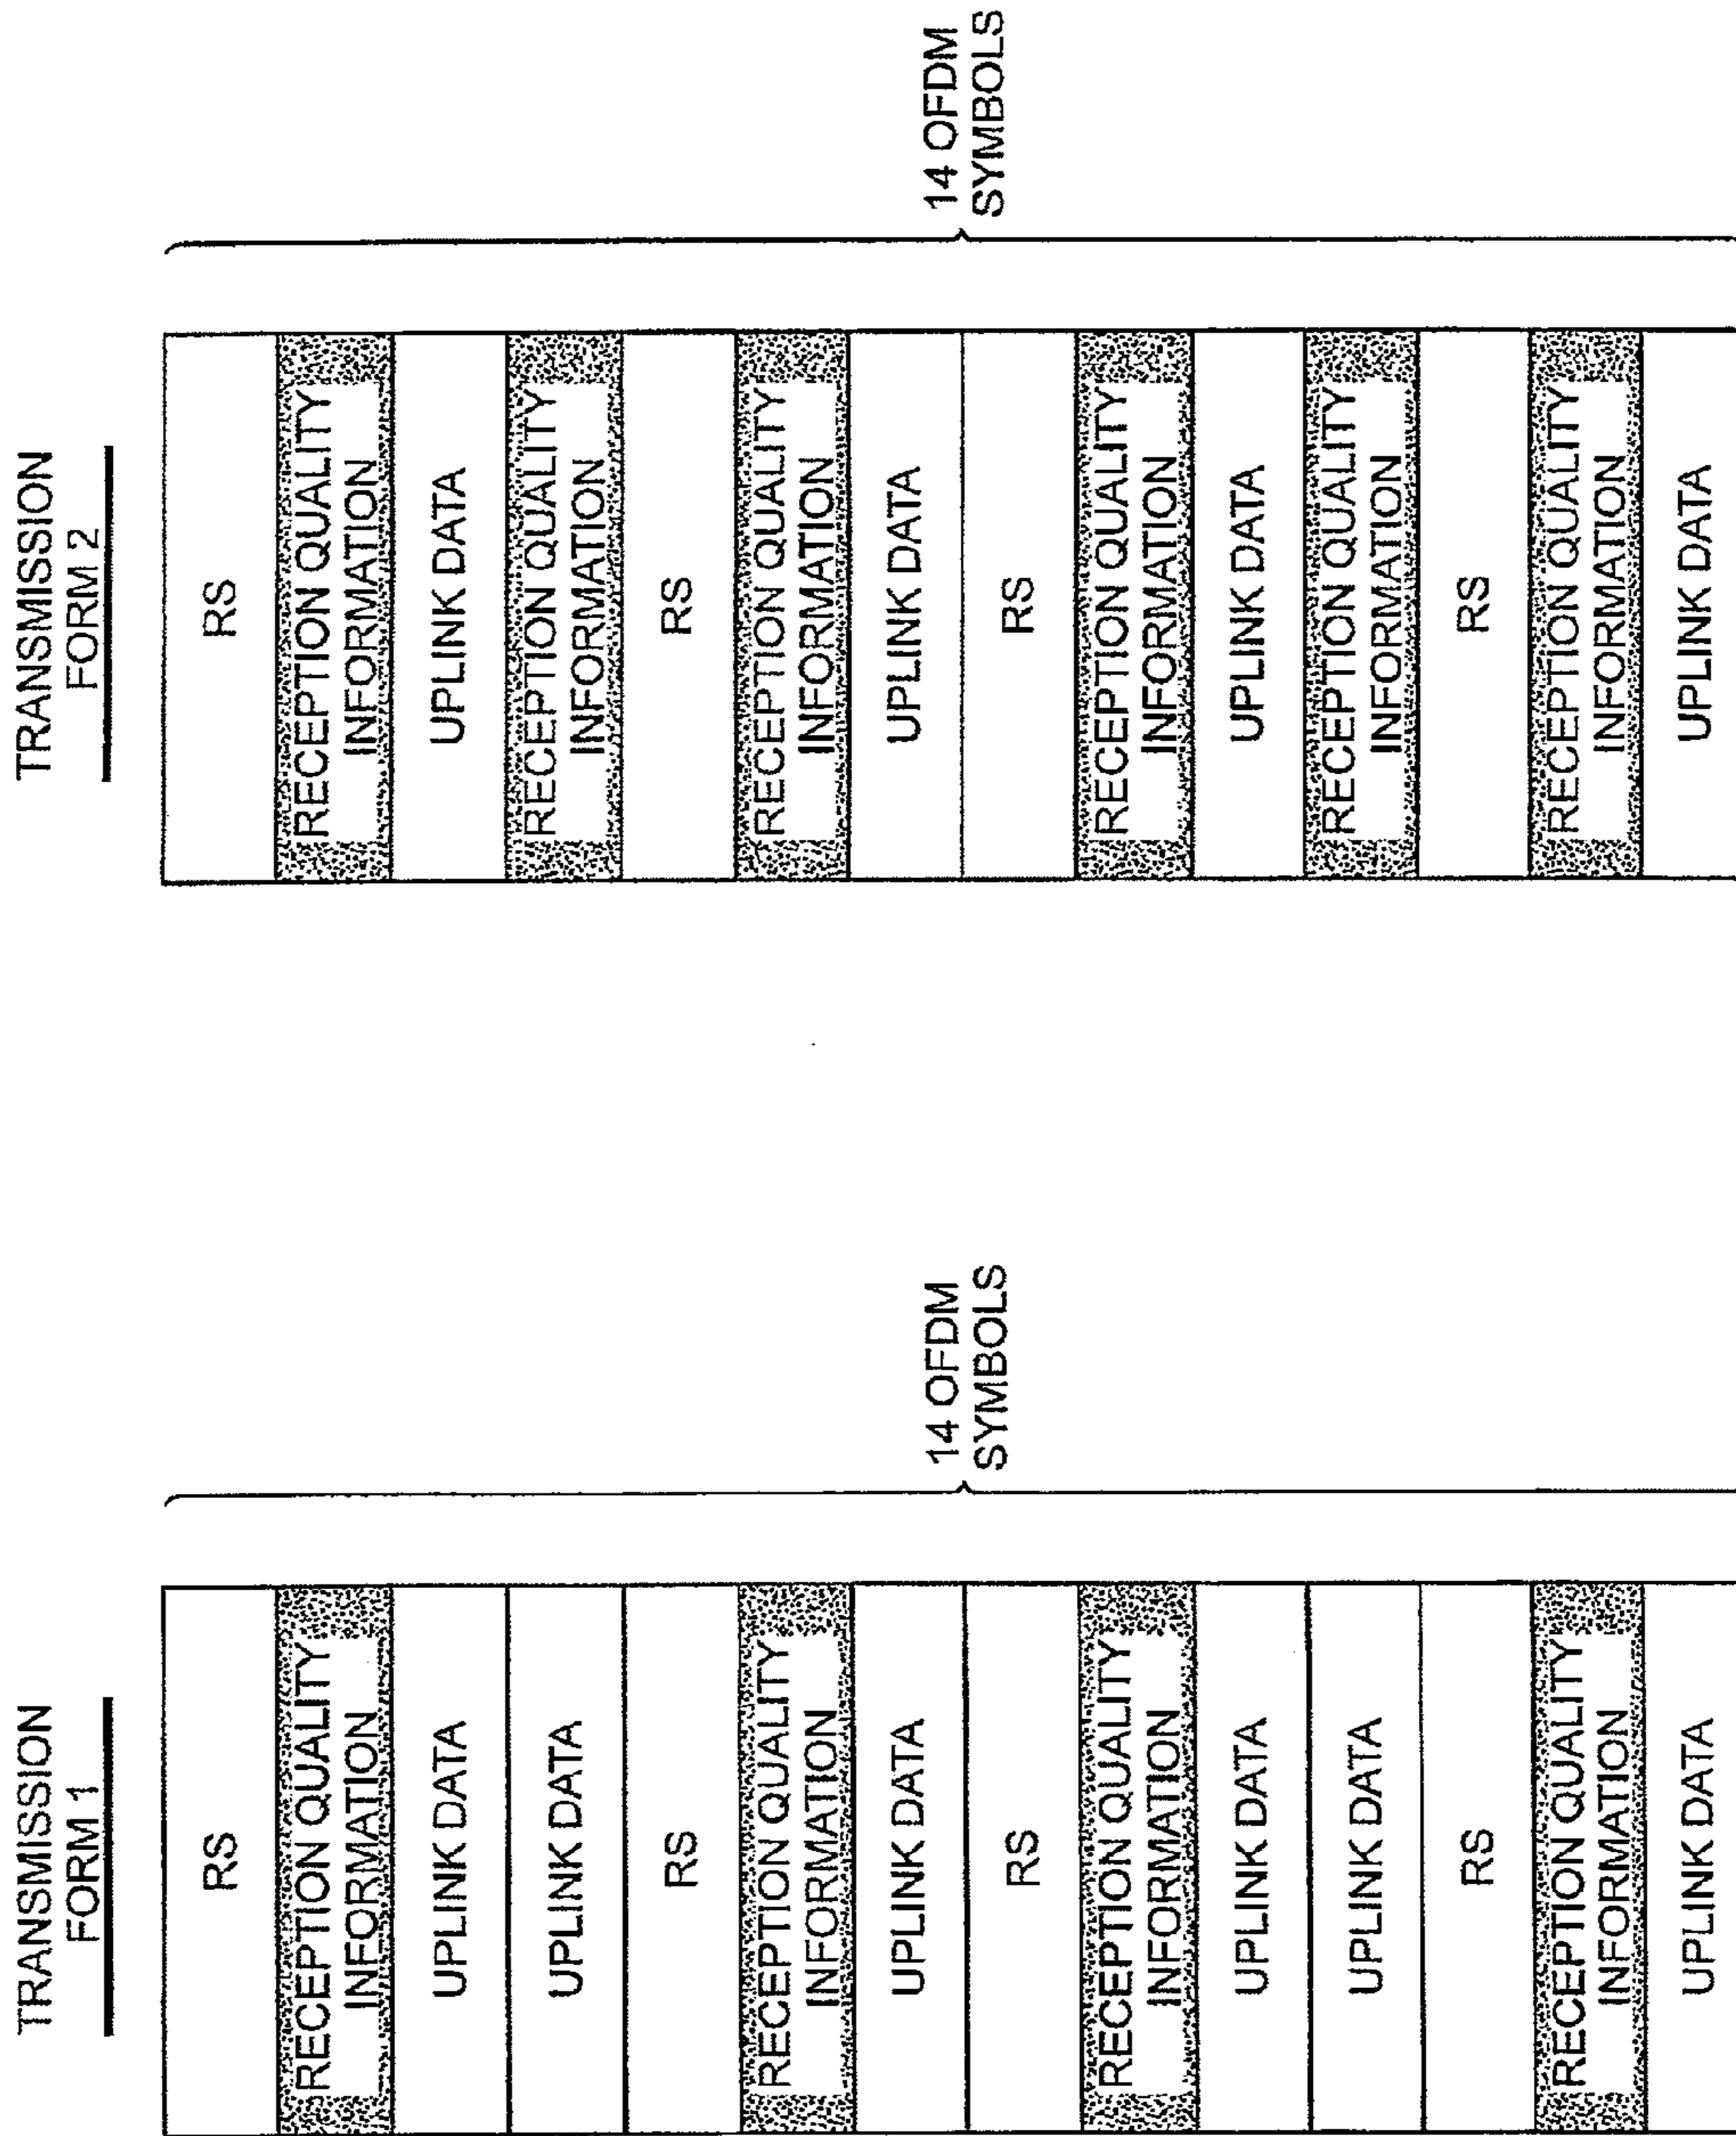 TRANSMISSION
FORM 1
RS
RECEPTION QUALITY
INFORMATION
UPLINK DATA
UPLINK DATA
RS
RECEPTION QUALITY
INFORMATION
UPLINK DATA
RS
RECEPTION QUALITY
INFORMATION
UPLINK DATA
UPLINK DATA
RS
RECEPTION QUALITY
INFORMATION
UPLINK DATA
14 OFDM
SYMBOLS
TRANSMISSION
FORM 2
RS
RECEPTION QUALITY
INFORMATION
UPLINK DATA
RECEPTION QUALITY
INFORMATION
RS
RECEPTION QUALITY
INFORMATION
UPLINK DATA
RS
RECEPTION QUALITY
INFORMATION
UPLINK DATA
RECEPTION QUALITY
INFORMATION
RS
RECEPTION QUALITY
INFORMATION
UPLINK DATA
14 OFDM
SYMBOLS